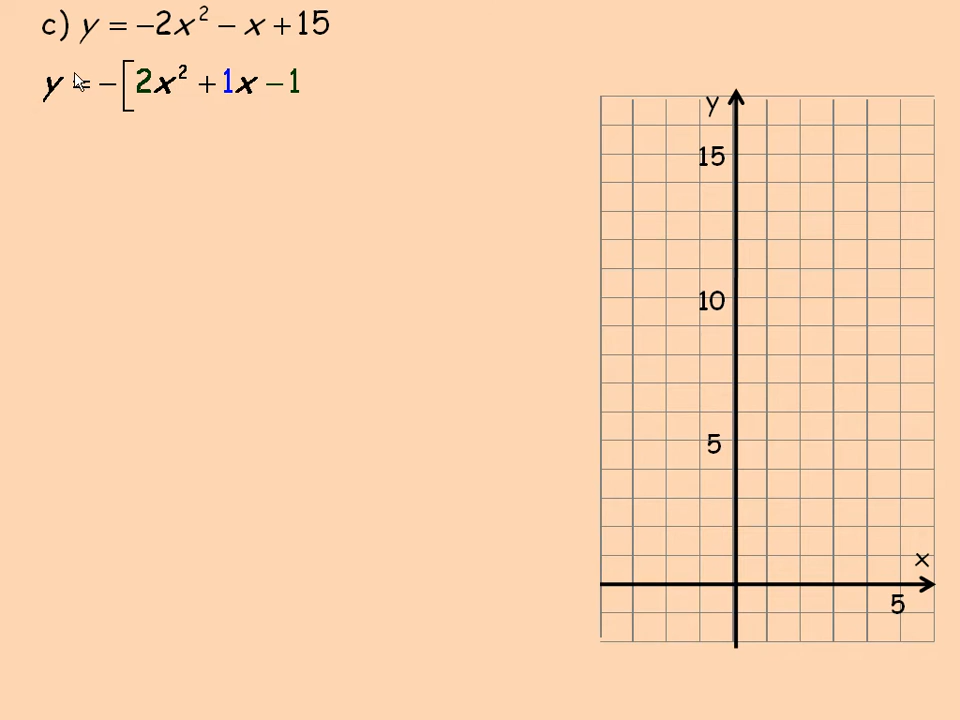 c) y = −2x² − x + 15
y = −[2x² + 1x − 1
y
15
10
5
x
5